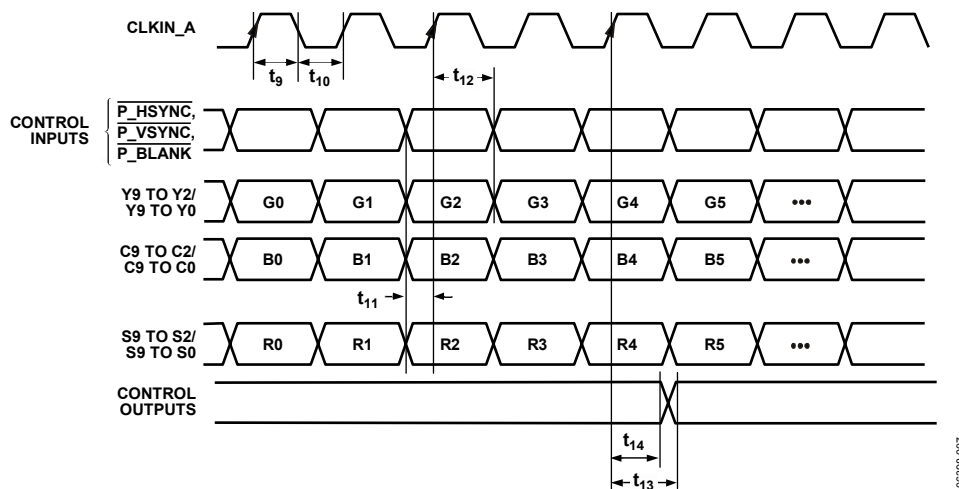 CLKIN_A
t9 t10 t12
CONTROL INPUTS
P_HSYNC,
P_VSYNC,
P_BLANK
Y9 TO Y2/
Y9 TO Y0
G0 G1 G2 G3 G4 G5 •••
C9 TO C2/
C9 TO C0
B0 B1 B2 B3 B4 B5 •••
t11
S9 TO S2/
S9 TO S0
R0 R1 R2 R3 R4 R5 •••
CONTROL
OUTPUTS
t14
t13